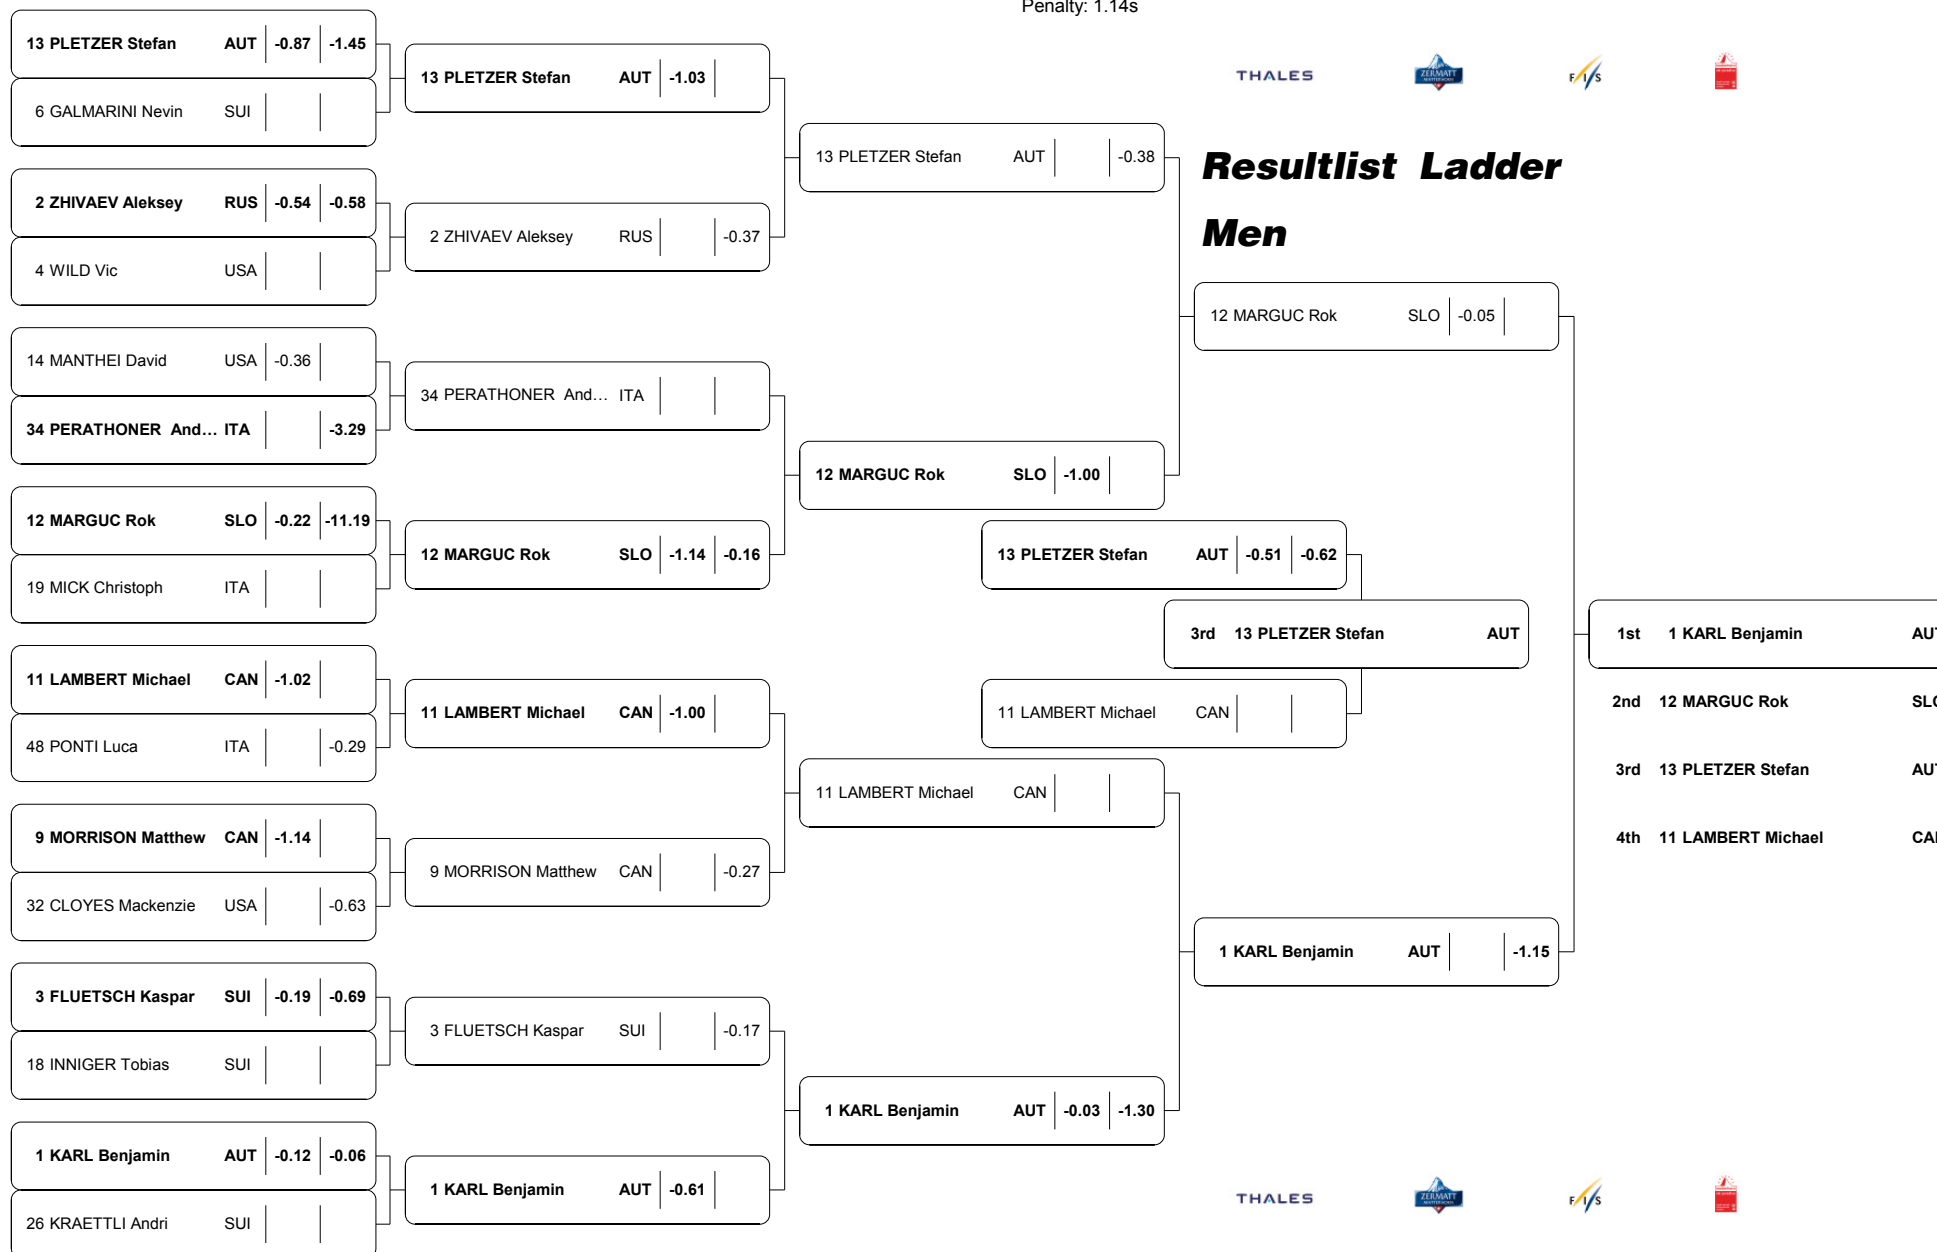 Penalty: 1.14s
13 PLETZER Stefan AUT -0.87 -1.45
6 GALMARINI Nevin SUI
2 ZHIVAEV Aleksey RUS -0.54 -0.58
4 WILD Vic USA
14 MANTHEI David USA -0.36
34 PERATHONER And... ITA -3.29
12 MARGUC Rok SLO -0.22 -11.19
19 MICK Christoph ITA
11 LAMBERT Michael CAN -1.02
48 PONTI Luca ITA -0.29
9 MORRISON Matthew CAN -1.14
32 CLOYES Mackenzie USA -0.63
3 FLUETSCH Kaspar SUI -0.19 -0.69
18 INNIGER Tobias SUI
1 KARL Benjamin AUT -0.12 -0.06
26 KRAETTLI Andri SUI
13 PLETZER Stefan AUT -1.03
2 ZHIVAEV Aleksey RUS -0.37
34 PERATHONER And... ITA
12 MARGUC Rok SLO -1.14 -0.16
11 LAMBERT Michael CAN -1.00
9 MORRISON Matthew CAN -0.27
3 FLUETSCH Kaspar SUI -0.17
1 KARL Benjamin AUT -0.61
13 PLETZER Stefan AUT -0.38
12 MARGUC Rok SLO -1.00
11 LAMBERT Michael CAN
1 KARL Benjamin AUT -0.03 -1.30
13 PLETZER Stefan AUT -0.51 -0.62
3rd 13 PLETZER Stefan AUT
11 LAMBERT Michael CAN
THALES
ZERMATT
F/I/S
Resultlist Ladder
Men
12 MARGUC Rok SLO -0.05
1 KARL Benjamin AUT -1.15
1st 1 KARL Benjamin
2nd 12 MARGUC Rok
3rd 13 PLETZER Stefan
4th 11 LAMBERT Michael
THALES
ZERMATT
F/I/S